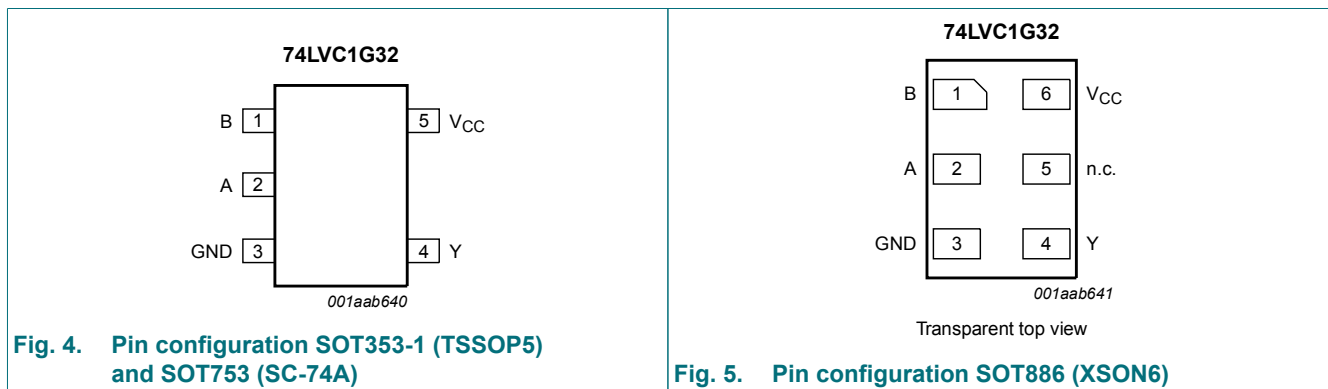 74LVC1G32
B 1
5 VCC
A 2
GND 3
4 Y
001aab640
Fig. 4. Pin configuration SOT353-1 (TSSOP5)
and SOT753 (SC-74A)
74LVC1G32
B 1 6 VCC
A 2 5 n.c.
GND 3 4 Y
001aab641
Transparent top view
Fig. 5. Pin configuration SOT886 (XSON6)